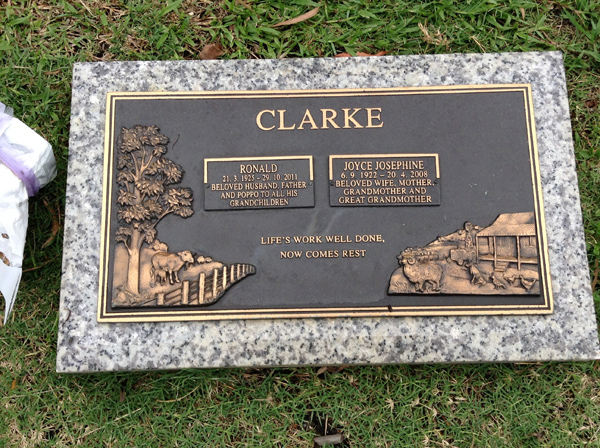 CLARKE
RONALD
21. 3. 1925 – 29. 10. 2011
BELOVED HUSBAND, FATHER
AND POPPO TO ALL HIS
GRANDCHILDREN
JOYCE JOSEPHINE
6. 9. 1922 – 20. 4. 2008
BELOVED WIFE, MOTHER,
GRANDMOTHER AND
GREAT GRANDMOTHER
LIFE'S WORK WELL DONE,
NOW COMES REST